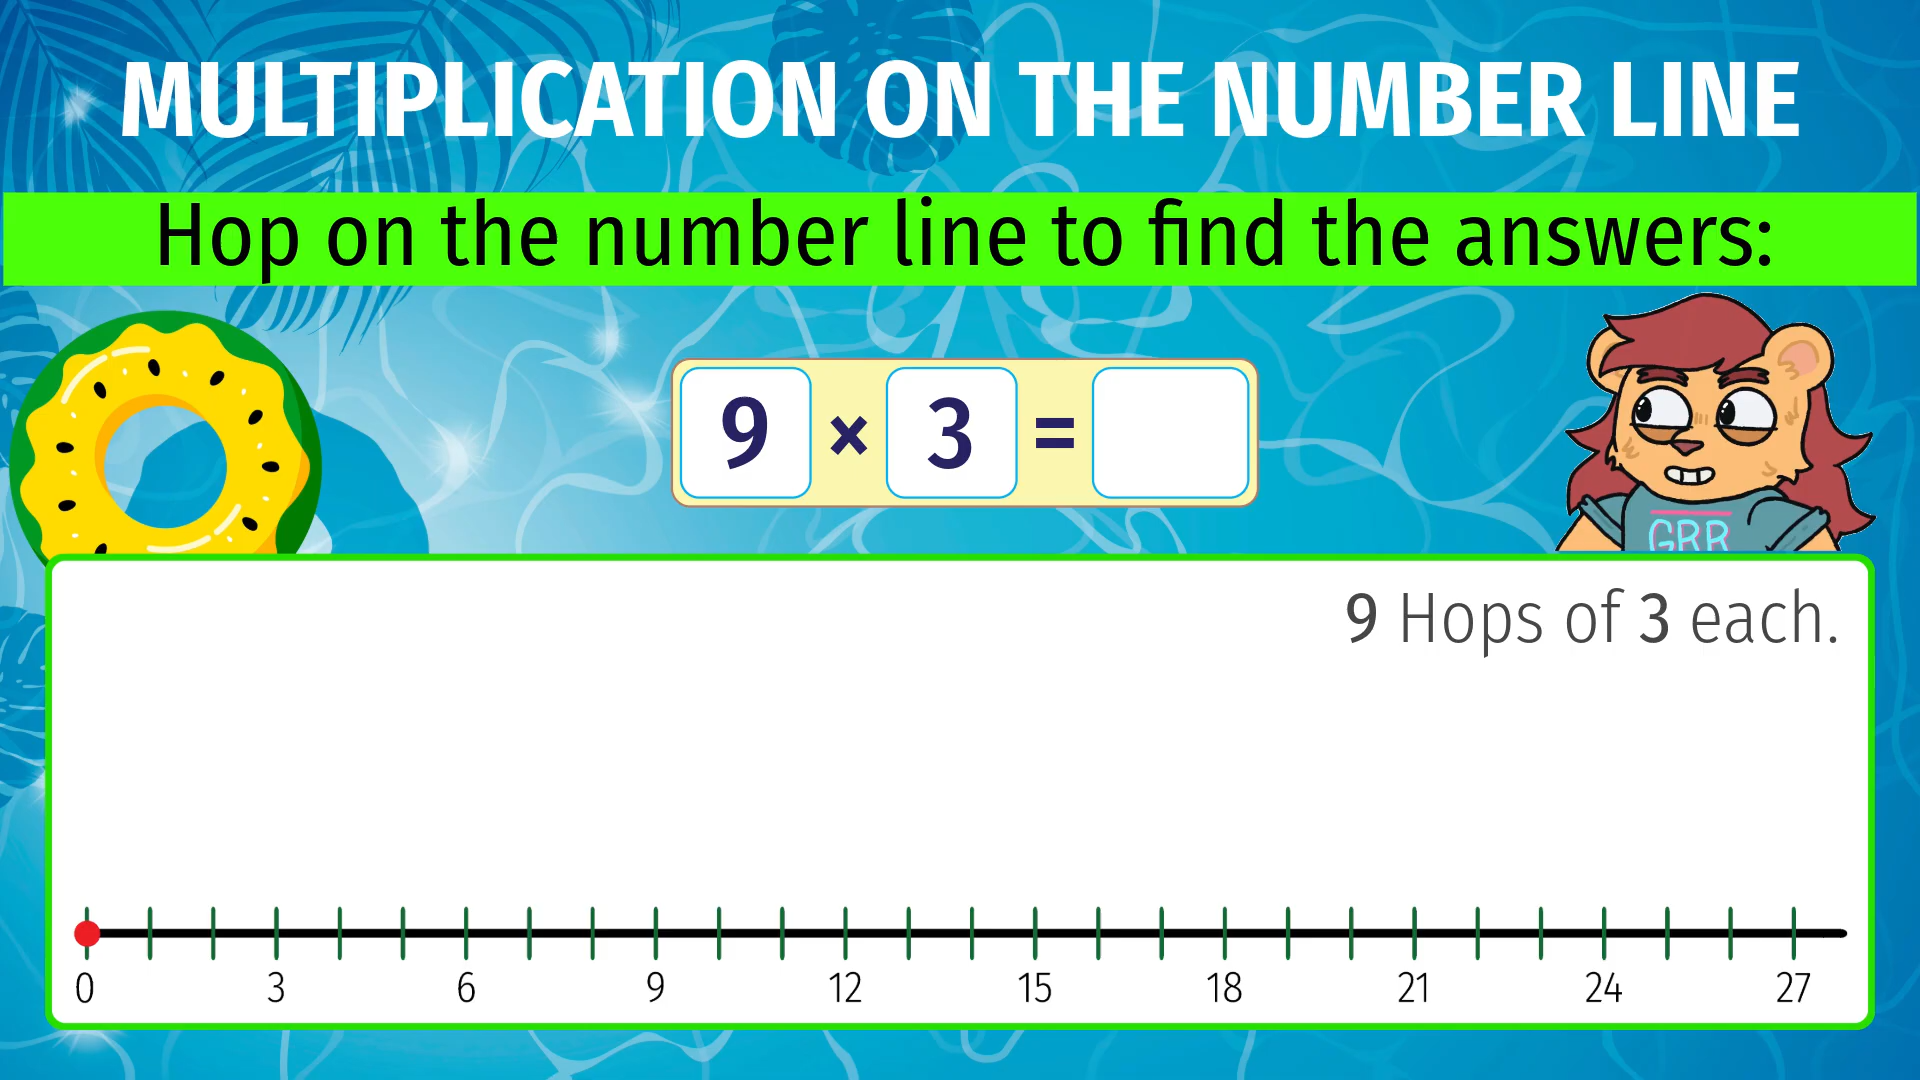 MULTIPLICATION ON THE NUMBER LINE
Hop on the number line to find the answers:
9 × 3 =
GRR
9 Hops of 3 each.
0 3 6 9 12 15 18 21 24 27